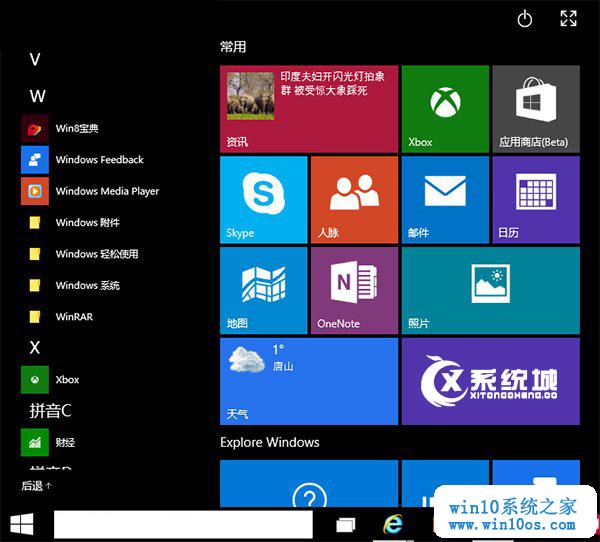 V
W
Win8宝典
Windows Feedback
Windows Media Player
Windows 附件
Windows 轻松使用
Windows 系统
WinRAR
X
Xbox
拼音C
财经
后退↑
常用
印度夫妇开闪光灯拍象
群 被受惊大象踩死
资讯
Xbox
应用商店(Beta)
Skype
人脉
邮件
日历
地图
OneNote
照片
1°
唐山
天气
系统城
XITONGCHENG.CC
Explore Windows
win10系统之家
www.win10os.com